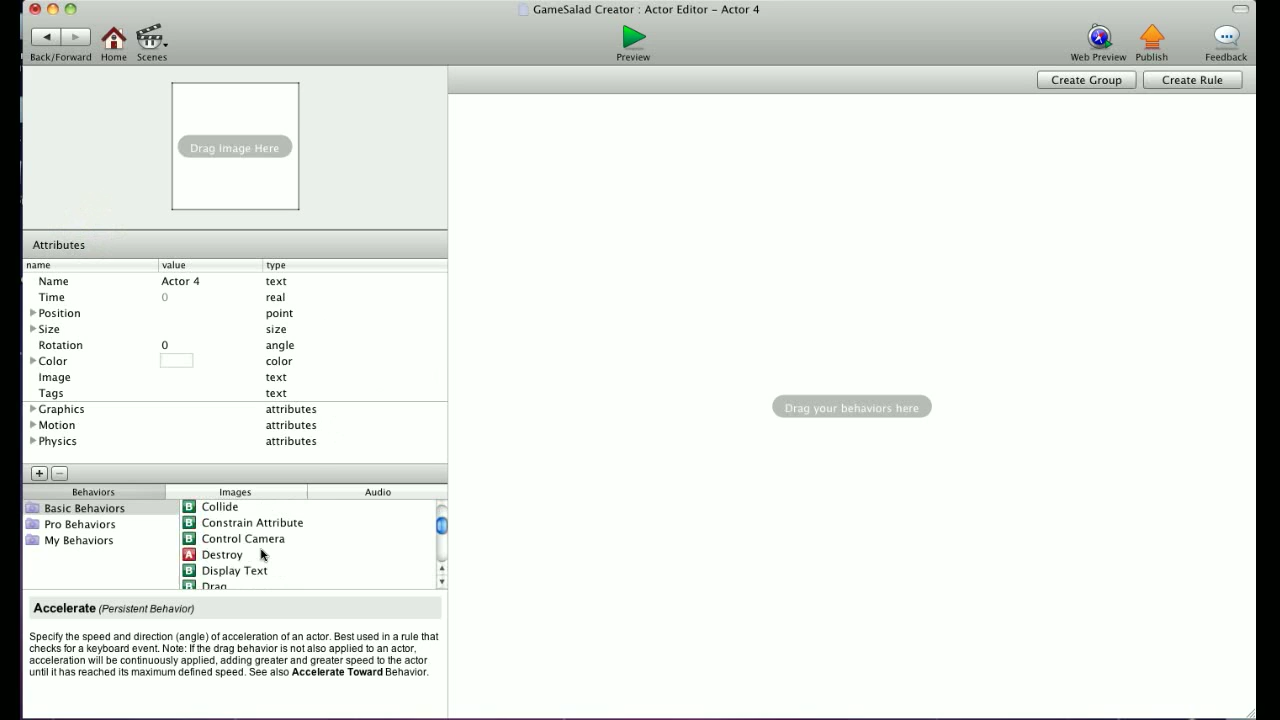 GameSalad Creator : Actor Editor - Actor 4
Back/Forward Home Scenes Preview Web Preview Publish Feedback
Create Group Create Rule
Drag Image Here
Attributes
name value type
Name Actor 4 text
Time 0 real
Position point
Size size
Rotation 0 angle
Color color
Image text
Tags text
Graphics attributes
Motion attributes
Physics attributes
Drag your behaviors here
+ −
Behaviors Images Audio
Basic Behaviors
Pro Behaviors
My Behaviors
B Collide
B Constrain Attribute
B Control Camera
A Destroy
B Display Text
B Drag
Accelerate (Persistent Behavior)
Specify the speed and direction (angle) of acceleration of an actor. Best used in a rule that
checks for a keyboard event. Note: If the drag behavior is not also applied to an actor,
acceleration will be continuously applied, adding greater and greater speed to the actor
until it has reached its maximum defined speed. See also Accelerate Toward Behavior.